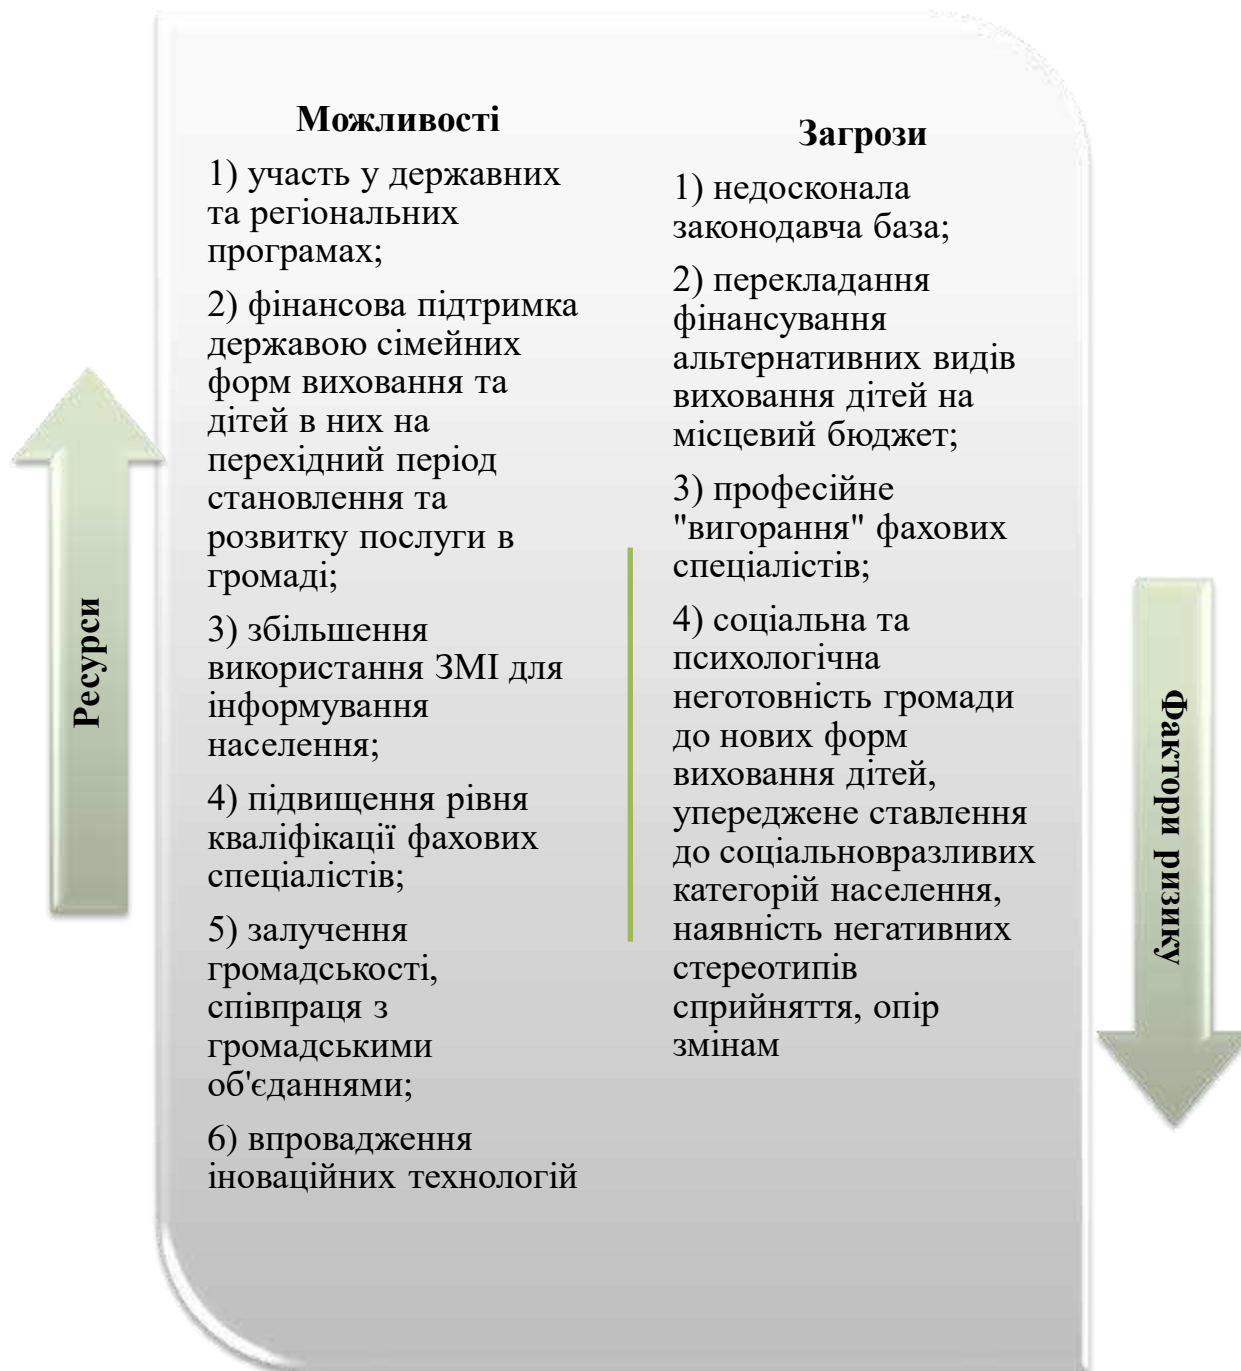 Ресурси
Можливості
1) участь у державних
та регіональних
програмах;
2) фінансова підтримка
державою сімейних
форм виховання та
дітей в них на
перехідний період
становлення та
розвитку послуги в
громаді;
3) збільшення
використання ЗМІ для
інформування
населення;
4) підвищення рівня
кваліфікації фахових
спеціалістів;
5) залучення
громадськості,
співпраця з
громадськими
об'єданнями;
6) впровадження
іноваційних технологій
Загрози
1) недосконала
законодавча база;
2) перекладання
фінансування
альтернативних видів
виховання дітей на
місцевий бюджет;
3) професійне
"вигорання" фахових
спеціалістів;
4) соціальна та
психологічна
неготовність громади
до нових форм
виховання дітей,
упереджене ставлення
до соціальновразливих
категорій населення,
наявність негативних
стереотипів
сприйняття, опір
змінам
Фактори ризику